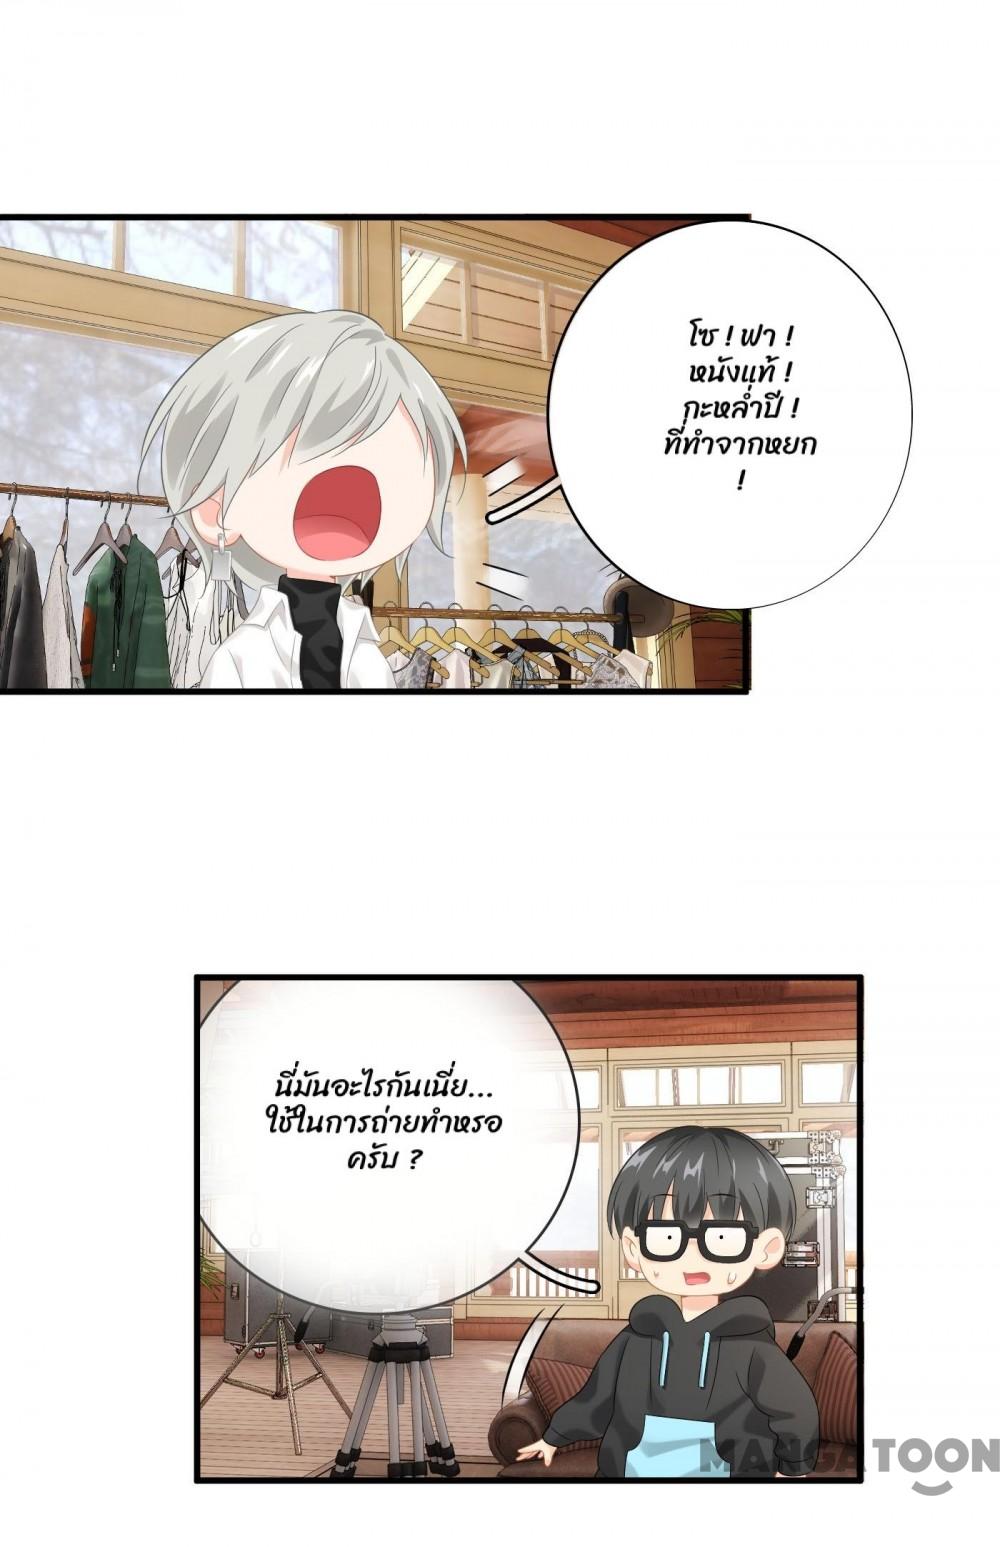 โซ ! ฟา !
หนังแท้ !
กะหล่ำปี !
ที่ทำจากหยก
!
นี่มันอะไรกันเนี่ย...
ใช้ในการถ่ายทำหรอ
ครับ ?
MANGATOON